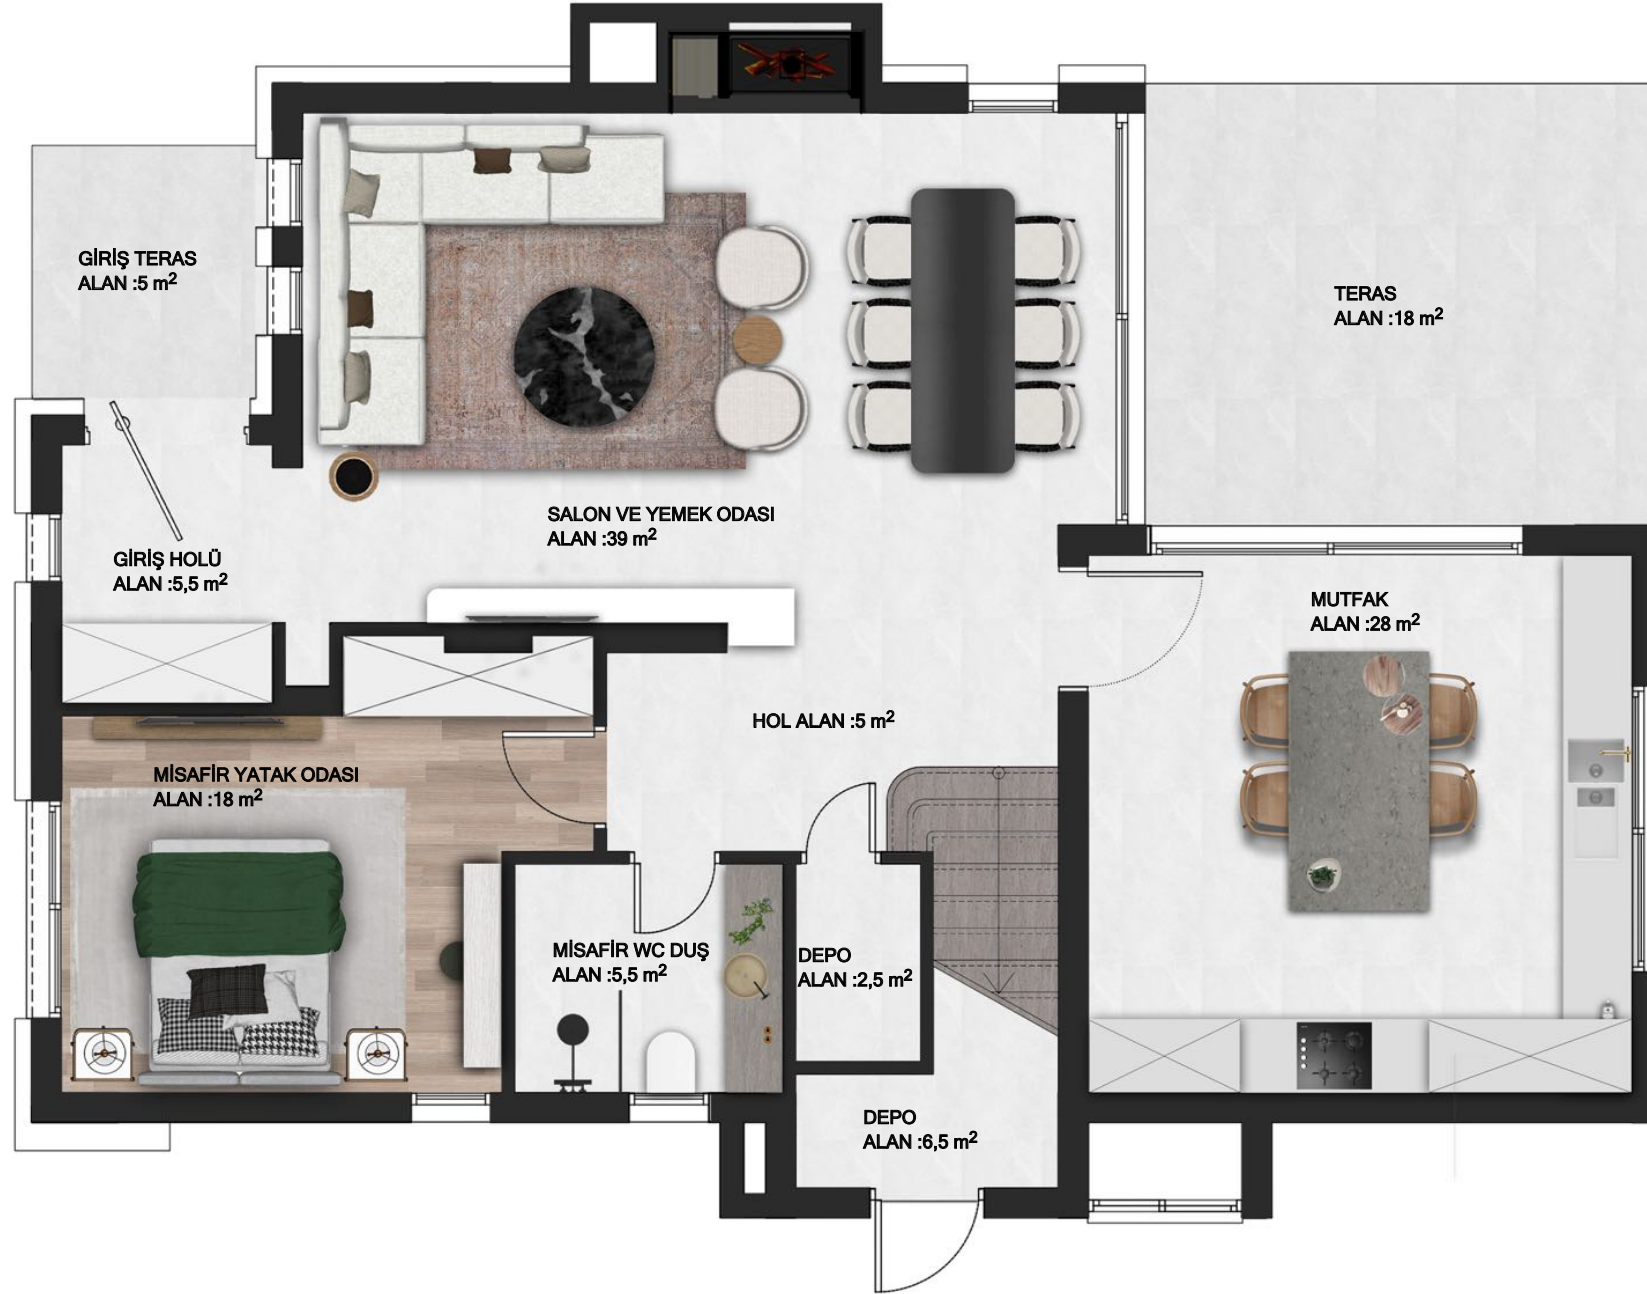 GİRİŞ TERAS
ALAN :5 m²
TERAS
ALAN :18 m²
SALON VE YEMEK ODASI
ALAN :39 m²
GİRİŞ HOLÜ
ALAN :5,5 m²
MUTFAK
ALAN :28 m²
HOL ALAN :5 m²
MİSAFİR YATAK ODASI
ALAN :18 m²
MİSAFİR WC DUŞ
ALAN :5,5 m²
DEPO
ALAN :2,5 m²
DEPO
ALAN :6,5 m²